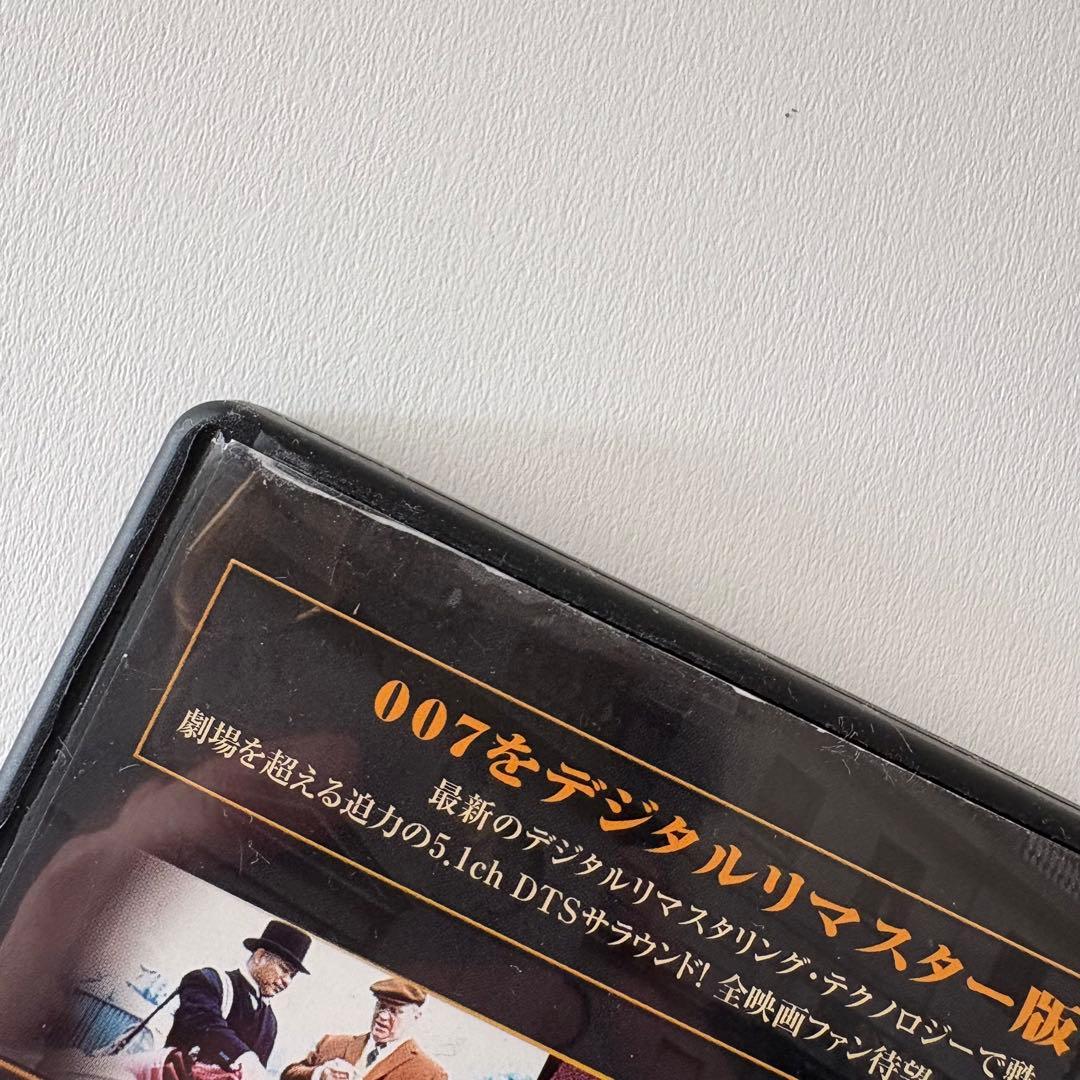 007をデジタルリマスター版
最新のデジタルリマスタリング・テクノロジーで甦
劇場を超える迫力の5.1ch DTSサラウンド! 全映画ファン待望